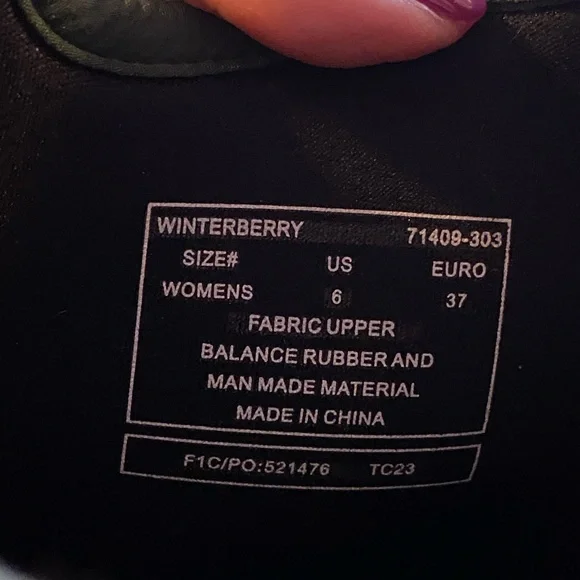 WINTERBERRY 71409-303
SIZE# US EURO
WOMENS 6 37
FABRIC UPPER
BALANCE RUBBER AND
MAN MADE MATERIAL
MADE IN CHINA
F1C/PO:521476 TC23